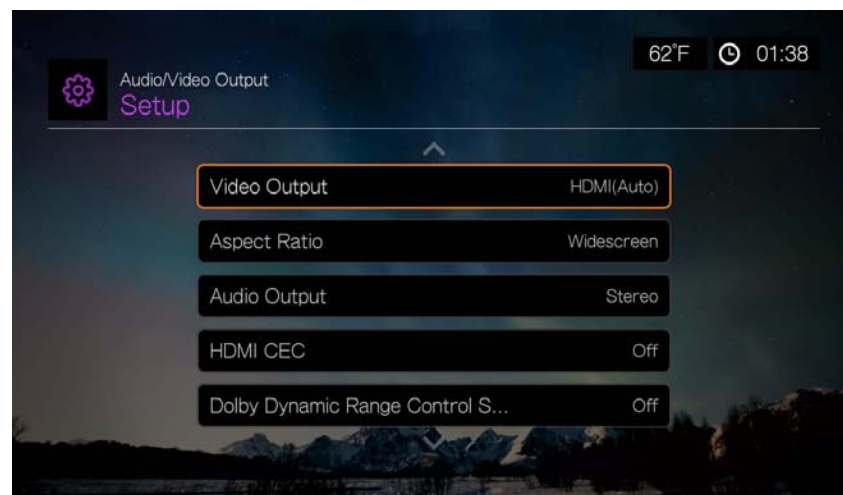 62°F 01:38
Audio/Video Output
Setup
Video Output HDMI(Auto)
Aspect Ratio Widescreen
Audio Output Stereo
HDMI CEC Off
Dolby Dynamic Range Control S... Off